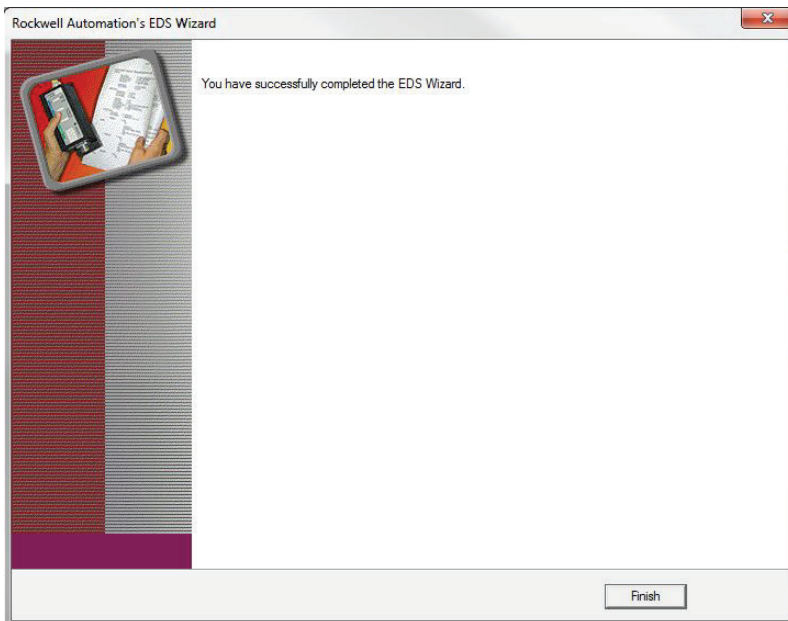 Rockwell Automation's EDS Wizard
You have successfully completed the EDS Wizard.
Finish